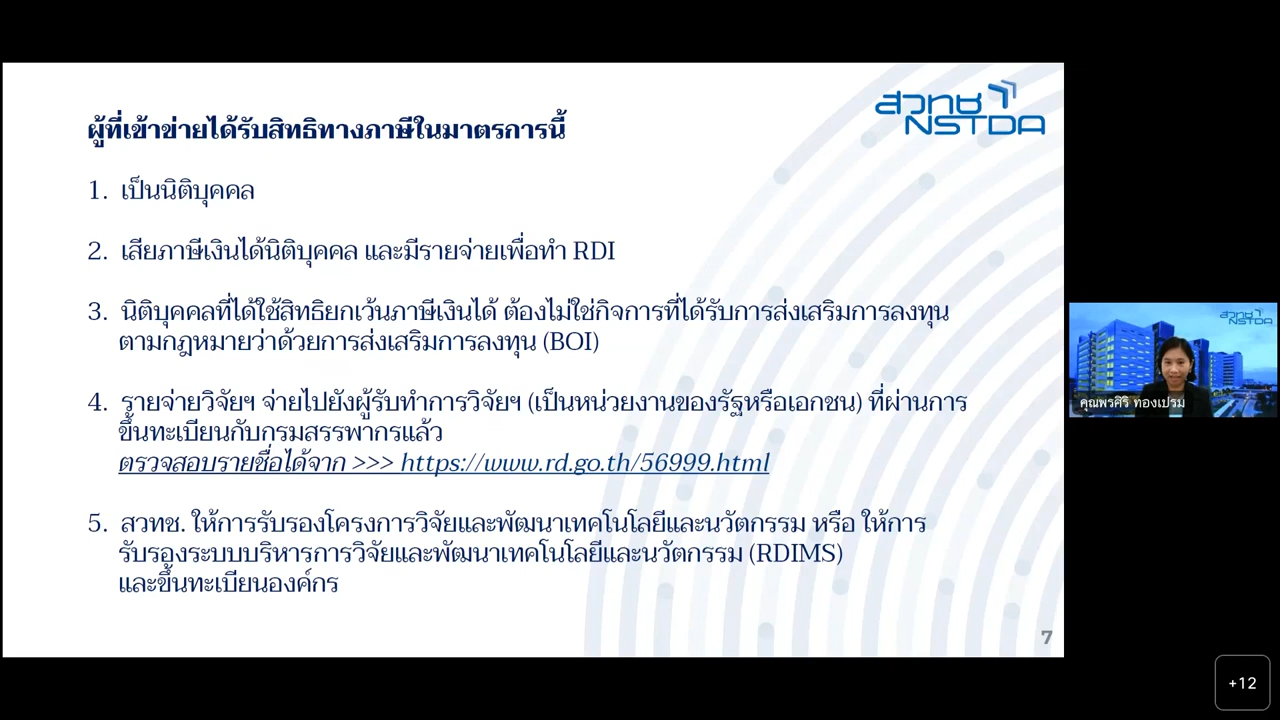 สวทช
NSTDA
ผู้ที่เข้าข่ายได้รับสิทธิทางภาษีในมาตรการนี้
1. เป็นนิติบุคคล
2. เสียภาษีเงินได้นิติบุคคล และมีรายจ่ายเพื่อทำ RDI
3. นิติบุคคลที่ได้ใช้สิทธิยกเว้นภาษีเงินได้ ต้องไม่ใช่กิจการที่ได้รับการส่งเสริมการลงทุน
ตามกฎหมายว่าด้วยการส่งเสริมการลงทุน (BOI)
4. รายจ่ายวิจัยฯ จ่ายไปยังผู้รับทำการวิจัยฯ (เป็นหน่วยงานของรัฐหรือเอกชน) ที่ผ่านการ
ขึ้นทะเบียนกับกรมสรรพากรแล้ว
ตรวจสอบรายชื่อได้จาก >>> https://www.rd.go.th/56999.html
5. สวทช. ให้การรับรองโครงการวิจัยและพัฒนาเทคโนโลยีและนวัตกรรม หรือ ให้การ
รับรองระบบบริหารการวิจัยและพัฒนาเทคโนโลยีและนวัตกรรม (RDIMS)
และขึ้นทะเบียนองค์กร
7
สวทช
NSTDA
คุณพรศิริ ทองเปรม
+12